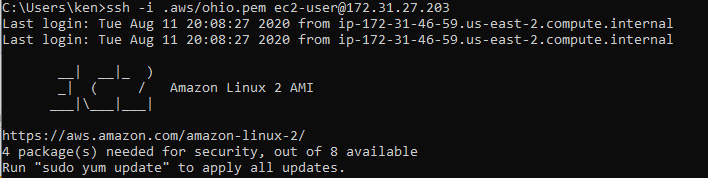 C:\Users\ken>ssh -i .aws/ohio.pem ec2-user@172.31.27.203
Last login: Tue Aug 11 20:08:27 2020 from ip-172-31-46-59.us-east-2.compute.internal
Last login: Tue Aug 11 20:08:27 2020 from ip-172-31-46-59.us-east-2.compute.internal

       __|  __|_  )
       _|  (     /   Amazon Linux 2 AMI
      ___|\___|___|

https://aws.amazon.com/amazon-linux-2/
4 package(s) needed for security, out of 8 available
Run "sudo yum update" to apply all updates.